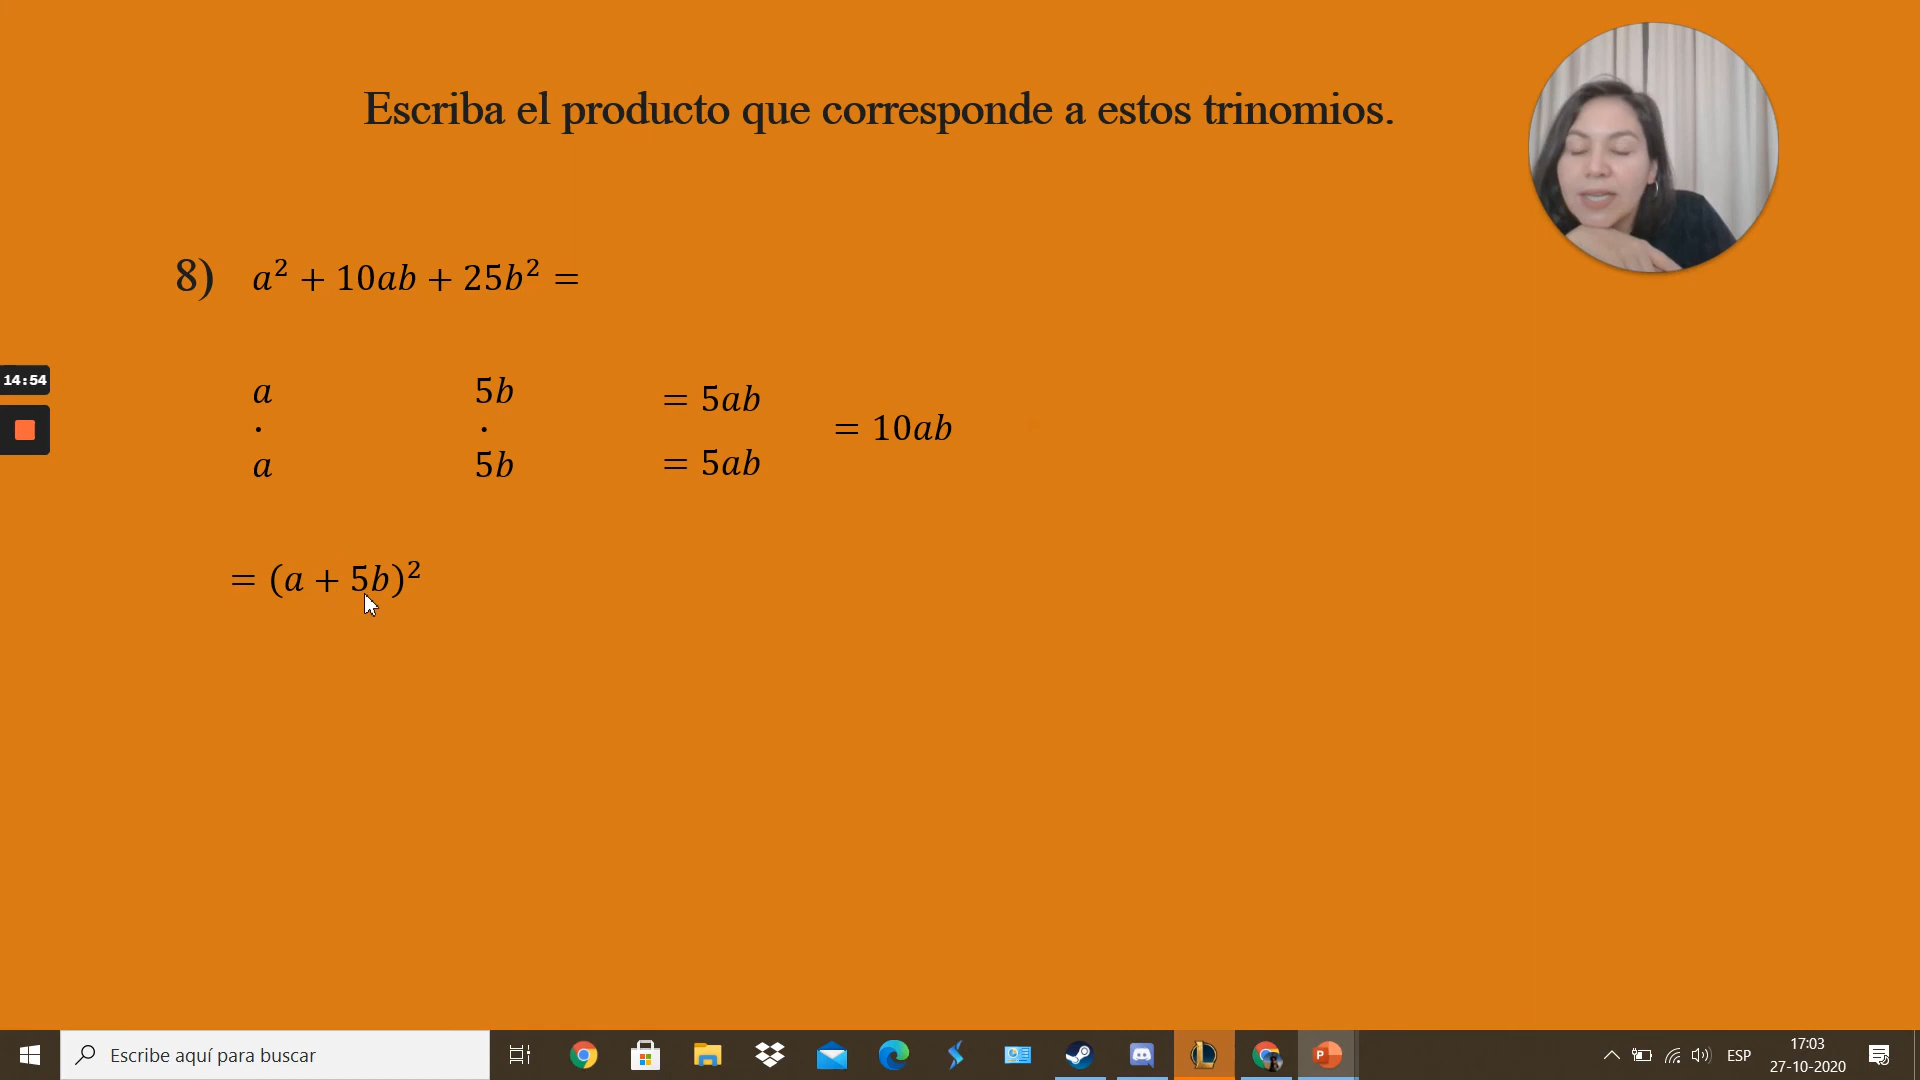 Escriba el producto que corresponde a estos trinomios.
8) a² + 10ab + 25b² =
14:54
a 5b = 5ab
· · = 10ab
a 5b = 5ab
= (a + 5b)²
Escribe aquí para buscar
ESP
17:03
27-10-2020